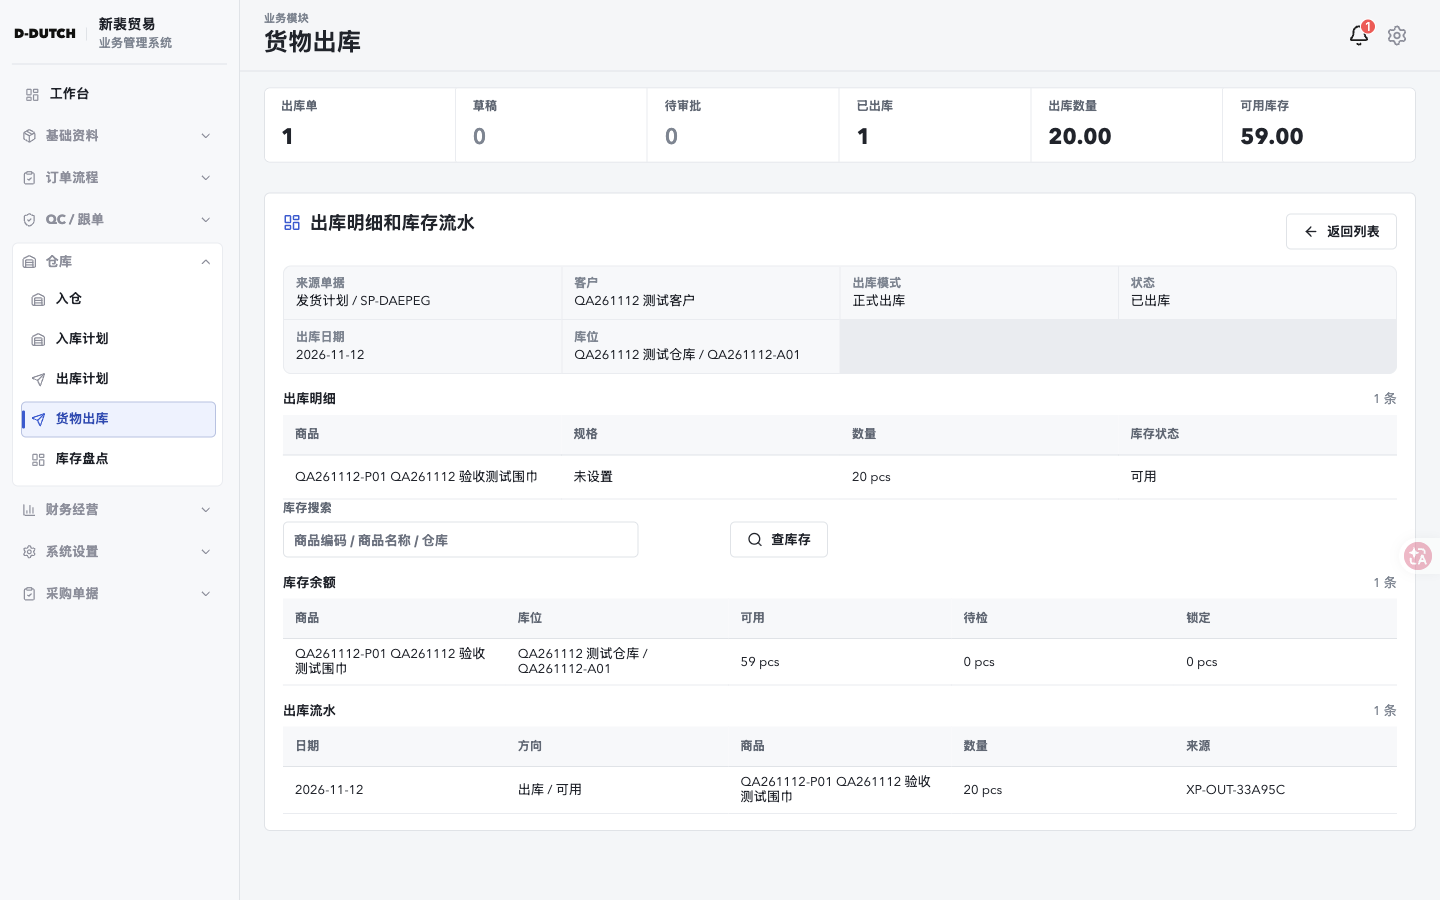 D-DUTCH
新裴贸易
业务管理系统
工作台
基础资料
订单流程
QC / 跟单
仓库
入仓
入库计划
出库计划
货物出库
库存盘点
财务经营
系统设置
采购单据
业务模块
货物出库
1
出库单
1
草稿
0
待审批
0
已出库
1
出库数量
20.00
可用库存
59.00
出库明细和库存流水
返回列表
来源单据
发货计划 / SP-DAEPEG
客户
QA261112 测试客户
出库模式
正式出库
状态
已出库
出库日期
2026-11-12
库位
QA261112 测试仓库 / QA261112-A01
出库明细
1 条
商品 规格 数量 库存状态
QA261112-P01 QA261112 验收测试围巾 未设置 20 pcs 可用
库存搜索
商品编码 / 商品名称 / 仓库
查库存
库存余额
1 条
商品 库位 可用 待检 锁定
QA261112-P01 QA261112 验收
测试围巾
QA261112 测试仓库 /
QA261112-A01
59 pcs 0 pcs 0 pcs
出库流水
1 条
日期 方向 商品 数量 来源
2026-11-12 出库 / 可用
QA261112-P01 QA261112 验收
测试围巾
20 pcs XP-OUT-33A95C